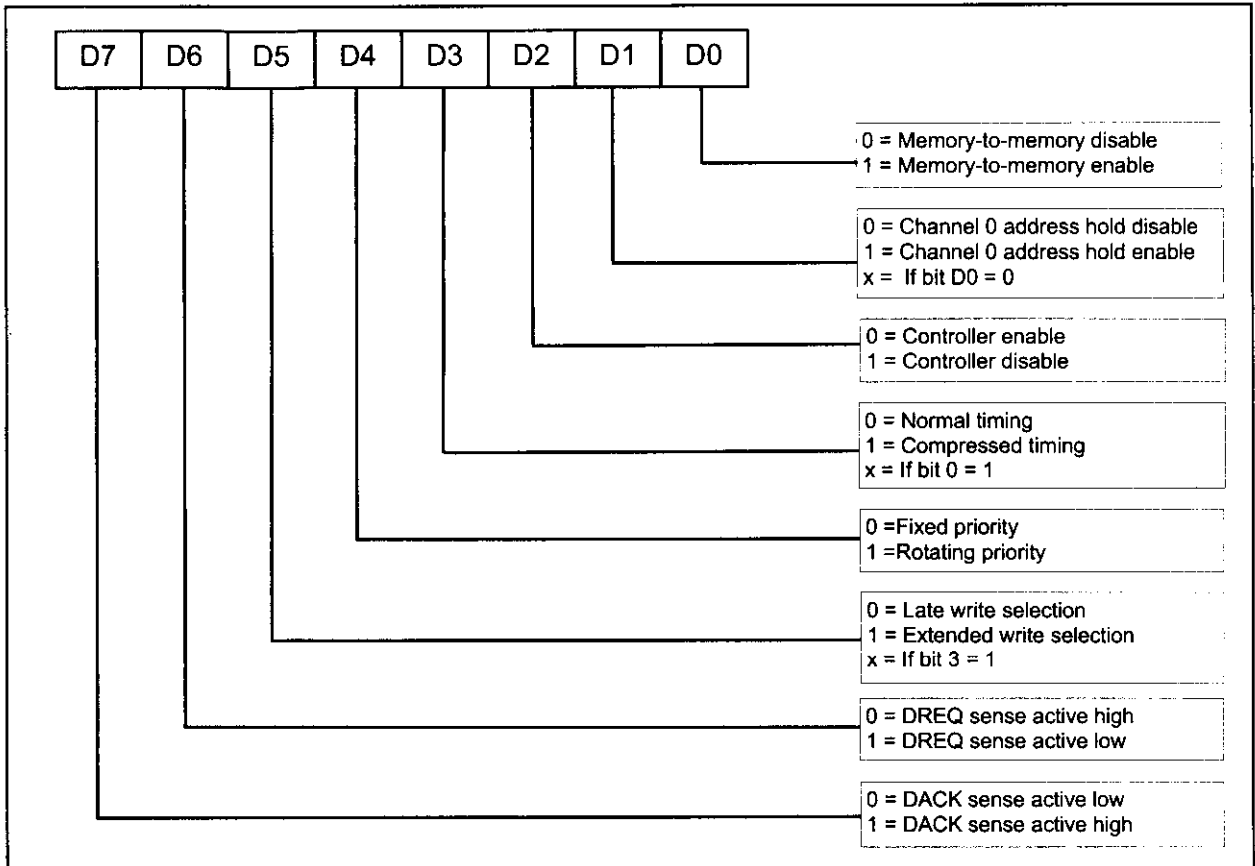 D7 D6 D5 D4 D3 D2 D1 D0
0 = Memory-to-memory disable
1 = Memory-to-memory enable
0 = Channel 0 address hold disable
1 = Channel 0 address hold enable
x = If bit D0 = 0
0 = Controller enable
1 = Controller disable
0 = Normal timing
1 = Compressed timing
x = If bit 0 = 1
0 =Fixed priority
1 =Rotating priority
0 = Late write selection
1 = Extended write selection
x = If bit 3 = 1
0 = DREQ sense active high
1 = DREQ sense active low
0 = DACK sense active low
1 = DACK sense active high